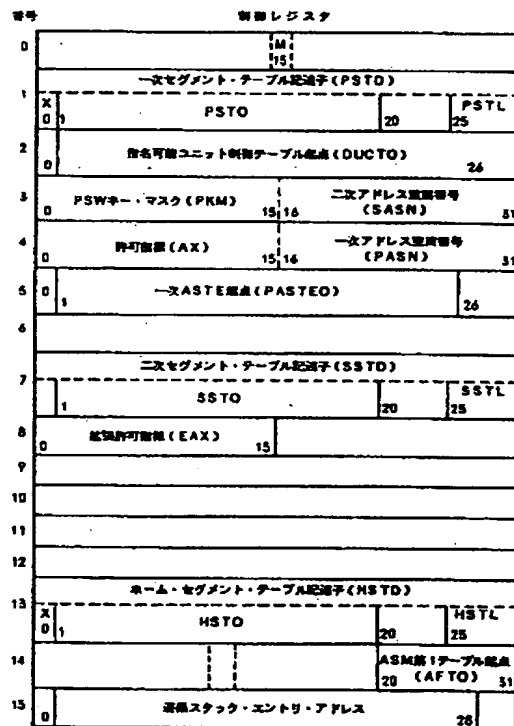 番号 制御レジスタ
0 M 15
一次セグメント・テーブル記述子(PSTD)
1 X 0 1 PSTO 20 25 PSTL
2 0 指名可能ユニット制御テーブル起点(DUCTO) 26
3 0 PSWキー・マスク(PKM) 15 16 二次アドレス空間番号 (SASN) 31
4 0 許可指標(AX) 15 16 一次アドレス空間番号 (PASN) 31
5 0 1 一次ASTE起点(PASTEO) 26
6
二次セグメント・テーブル記述子(SSTD)
7 1 SSTO 20 25 SSTL
8 0 拡張許可指標(EAX) 15
9
10
11
12
ホーム・セグメント・テーブル記述子(HSTD)
13 X 0 1 HSTO 20 25 HSTL
14 20 ASM第1テーブル起点 (AFTO) 31
15 0 連係スタック・エントリ・アドレス